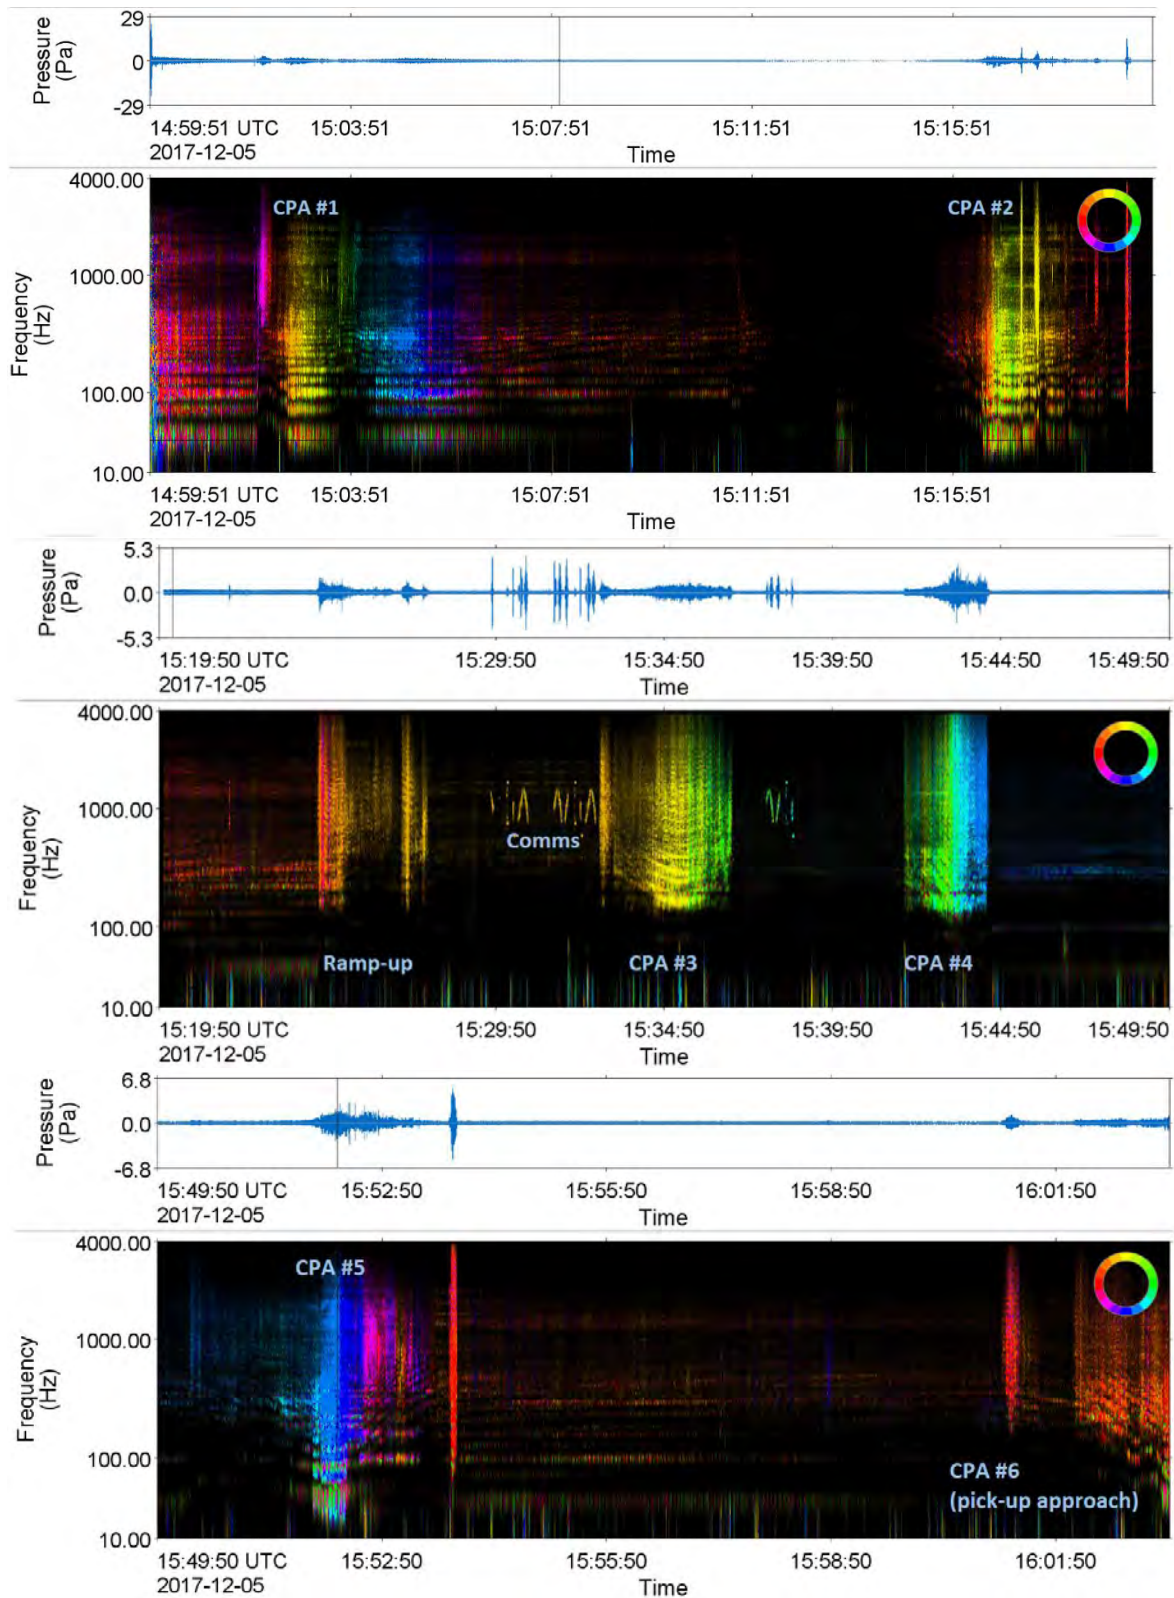 29
Pressure
(Pa)
0
-29
14:59:51 UTC 15:03:51 15:07:51 15:11:51 15:15:51
2017-12-05
Time
4000.00
CPA #1 CPA #2
1000.00
Frequency
(Hz)
100.00
10.00
14:59:51 UTC 15:03:51 15:07:51 15:11:51 15:15:51
2017-12-05
Time
5.3
Pressure
(Pa)
0.0
-5.3
15:19:50 UTC 15:29:50 15:34:50 15:39:50 15:44:50 15:49:50
2017-12-05
Time
4000.00
1000.00
Comms
Frequency
(Hz)
100.00
Ramp-up CPA #3 CPA #4
10.00
15:19:50 UTC 15:29:50 15:34:50 15:39:50 15:44:50 15:49:50
2017-12-05
Time
6.8
Pressure
(Pa)
0.0
-6.8
15:49:50 UTC 15:52:50 15:55:50 15:58:50 16:01:50
2017-12-05
Time
4000.00
CPA #5
1000.00
Frequency
(Hz)
100.00
CPA #6
(pick-up approach)
10.00
15:49:50 UTC 15:52:50 15:55:50 15:58:50 16:01:50
2017-12-05
Time